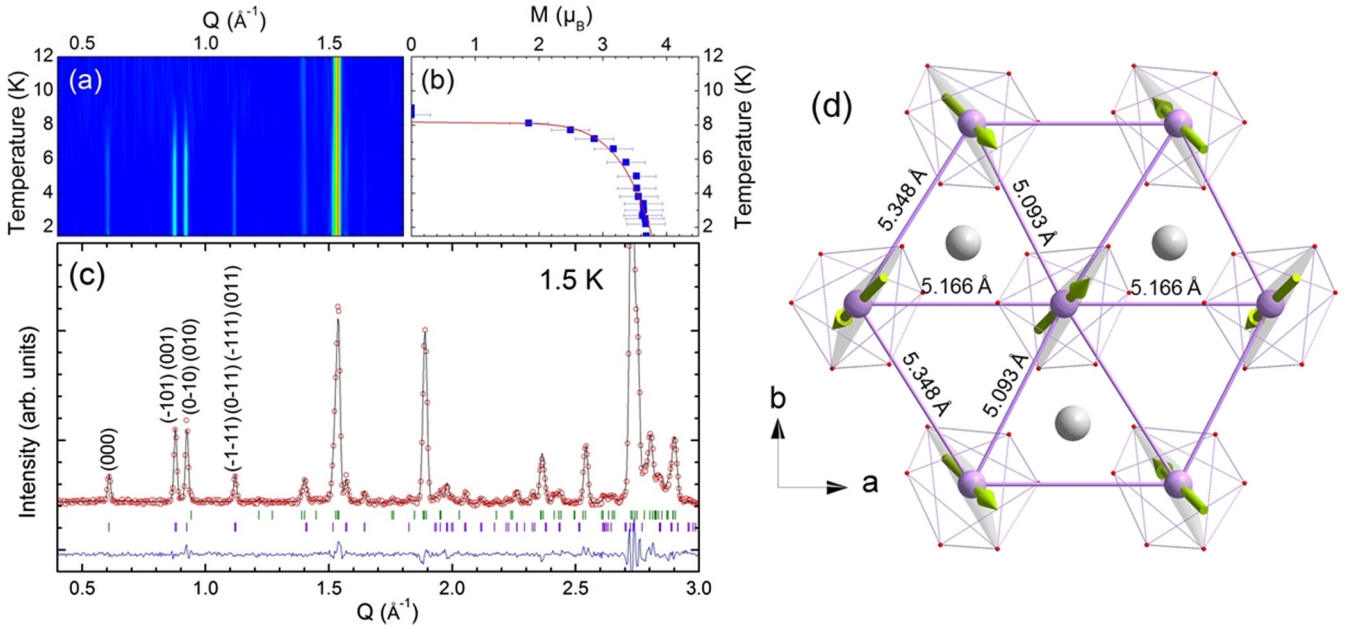 Q (Å⁻¹)
0.5 1.0 1.5
12
10
8
6
4
2
Temperature (K)
(a)
M (μB)
0 1 2 3 4
(b)
12
10
8
6
4
2
Temperature (K)
(c)
1.5 K
(000)
(-101) (001)
(0-10) (010)
(-1-11) (0-11) (-111) (011)
Intensity (arb. units)
0.5 1.0 1.5 2.0 2.5 3.0
Q (Å⁻¹)
(d)
5.348 Å
5.093 Å
5.166 Å
5.166 Å
5.348 Å
5.093 Å
b
a